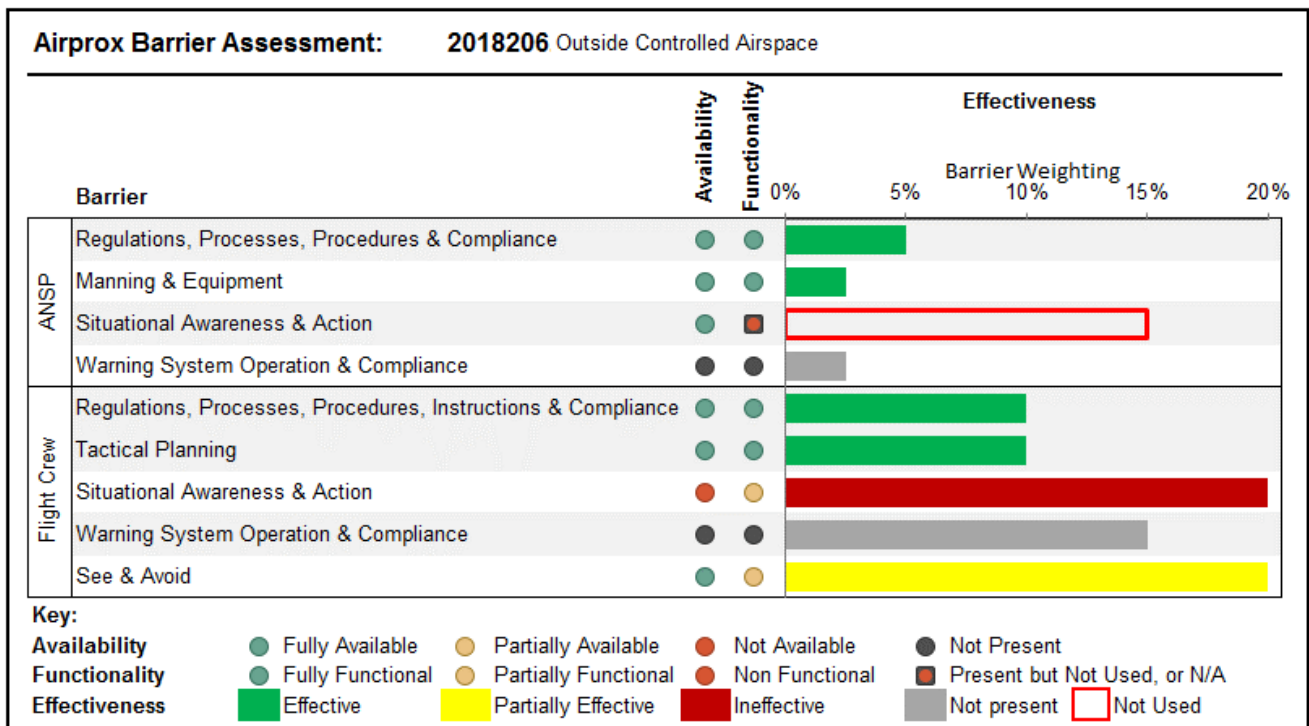 Airprox Barrier Assessment: 2018206 Outside Controlled Airspace
Availability
Functionality
Effectiveness
Barrier Weighting
Barrier
0% 5% 10% 15% 20%
ANSP
Regulations, Processes, Procedures & Compliance
Manning & Equipment
Situational Awareness & Action
Warning System Operation & Compliance
Flight Crew
Regulations, Processes, Procedures, Instructions & Compliance
Tactical Planning
Situational Awareness & Action
Warning System Operation & Compliance
See & Avoid
Key:
Availability Fully Available Partially Available Not Available Not Present
Functionality Fully Functional Partially Functional Non Functional Present but Not Used, or N/A
Effectiveness Effective Partially Effective Ineffective Not present Not Used